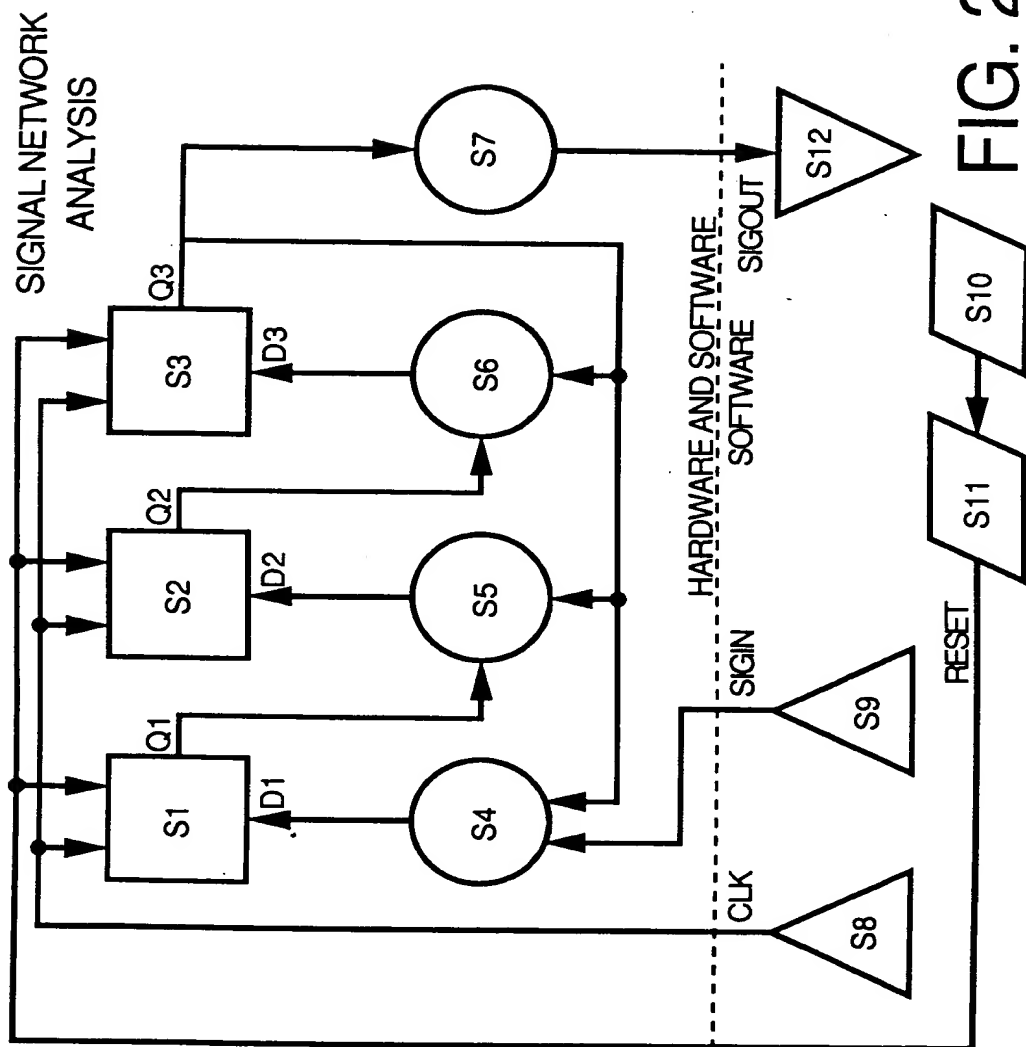 SIGNAL NETWORK
ANALYSIS
S1
S2
S3
Q1
Q2
Q3
D1
D2
D3
S4
S5
S6
S7
HARDWARE AND SOFTWARE
SOFTWARE
CLK
SIGIN
SIGOUT
S8
S9
S12
RESET
S11
S10
FIG. 2